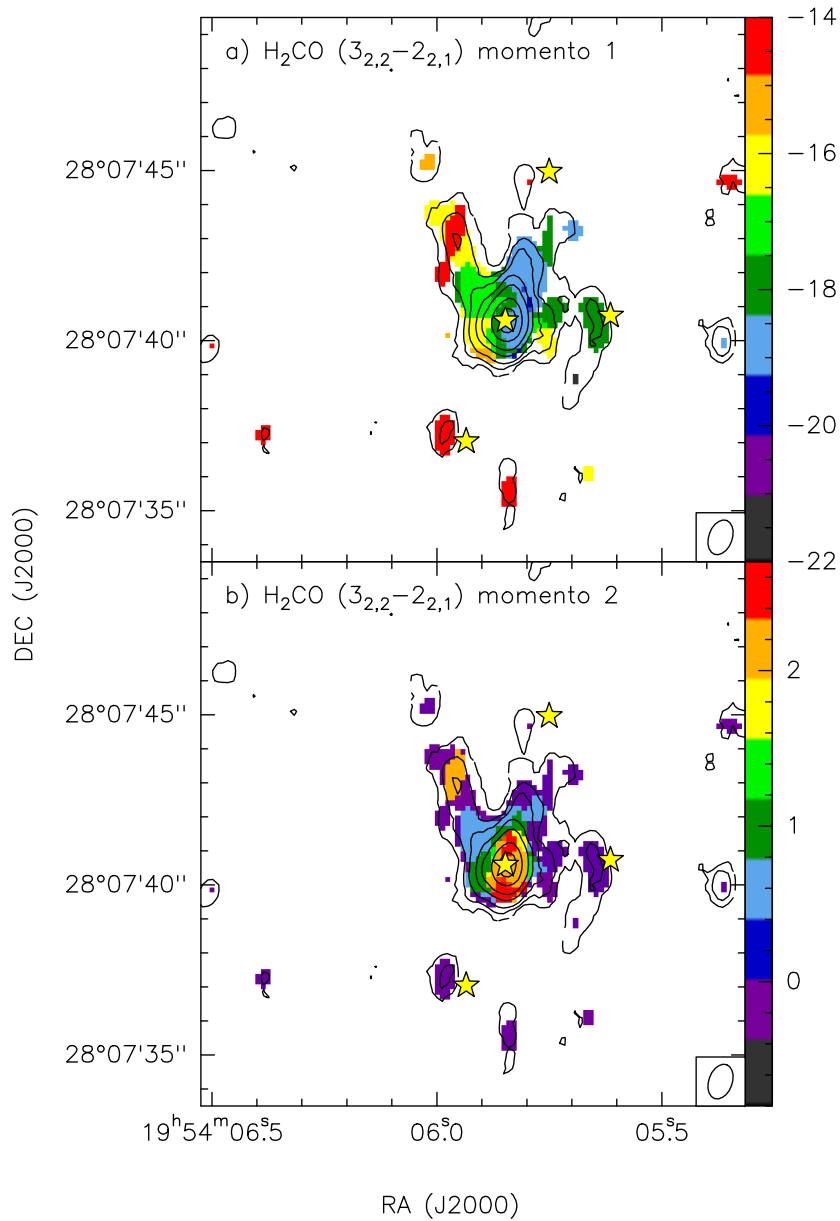 a) H₂CO (3₂,₂−2₂,₁) momento 1
−14
−16
−18
−20
−22
28°07'45''
28°07'40''
28°07'35''
b) H₂CO (3₂,₂−2₂,₁) momento 2
2
1
0
28°07'45''
28°07'40''
28°07'35''
DEC (J2000)
19ʰ54ᵐ06ˢ.5 06.0 05.5
RA (J2000)